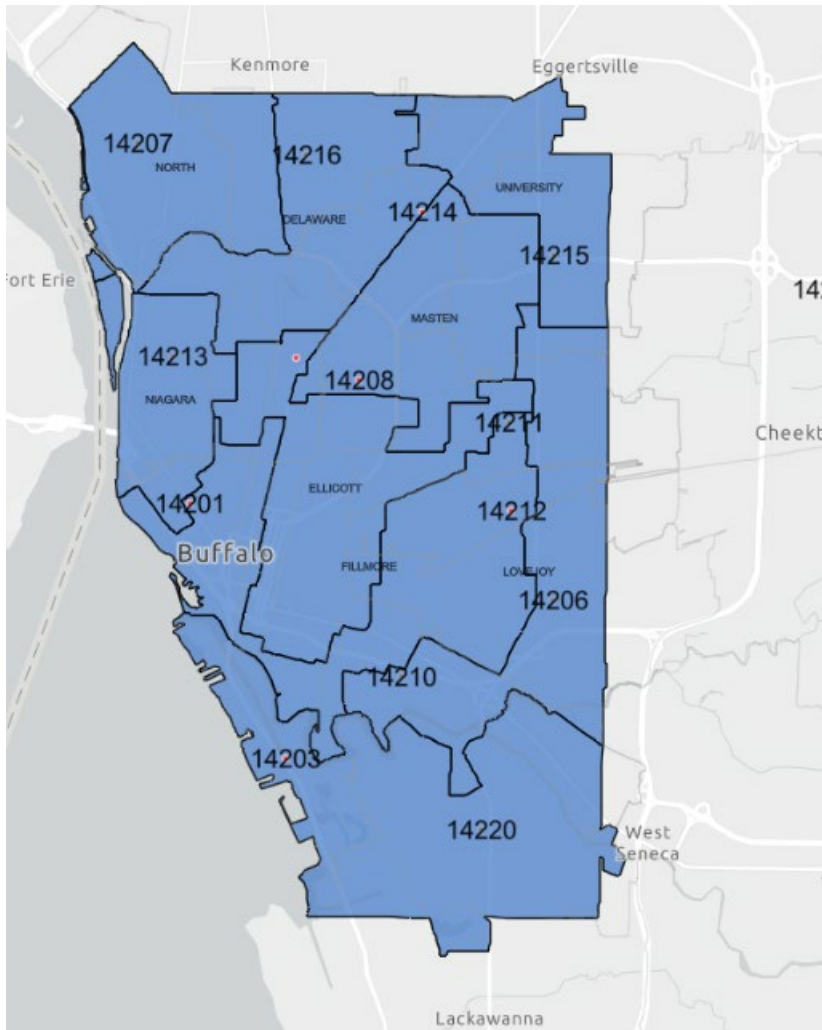 Kenmore
Eggertsville
14207
14216
NORTH
UNIVERSITY
14214
DELAWARE
14215
Fort Erie
142
MASTEN
14213
14208
NIAGARA
14211
Cheekt
ELLICOTT
14201
14212
Buffalo
FILLMORE
LOVEJOY
14206
14210
14203
14220
West
Seneca
Lackawanna